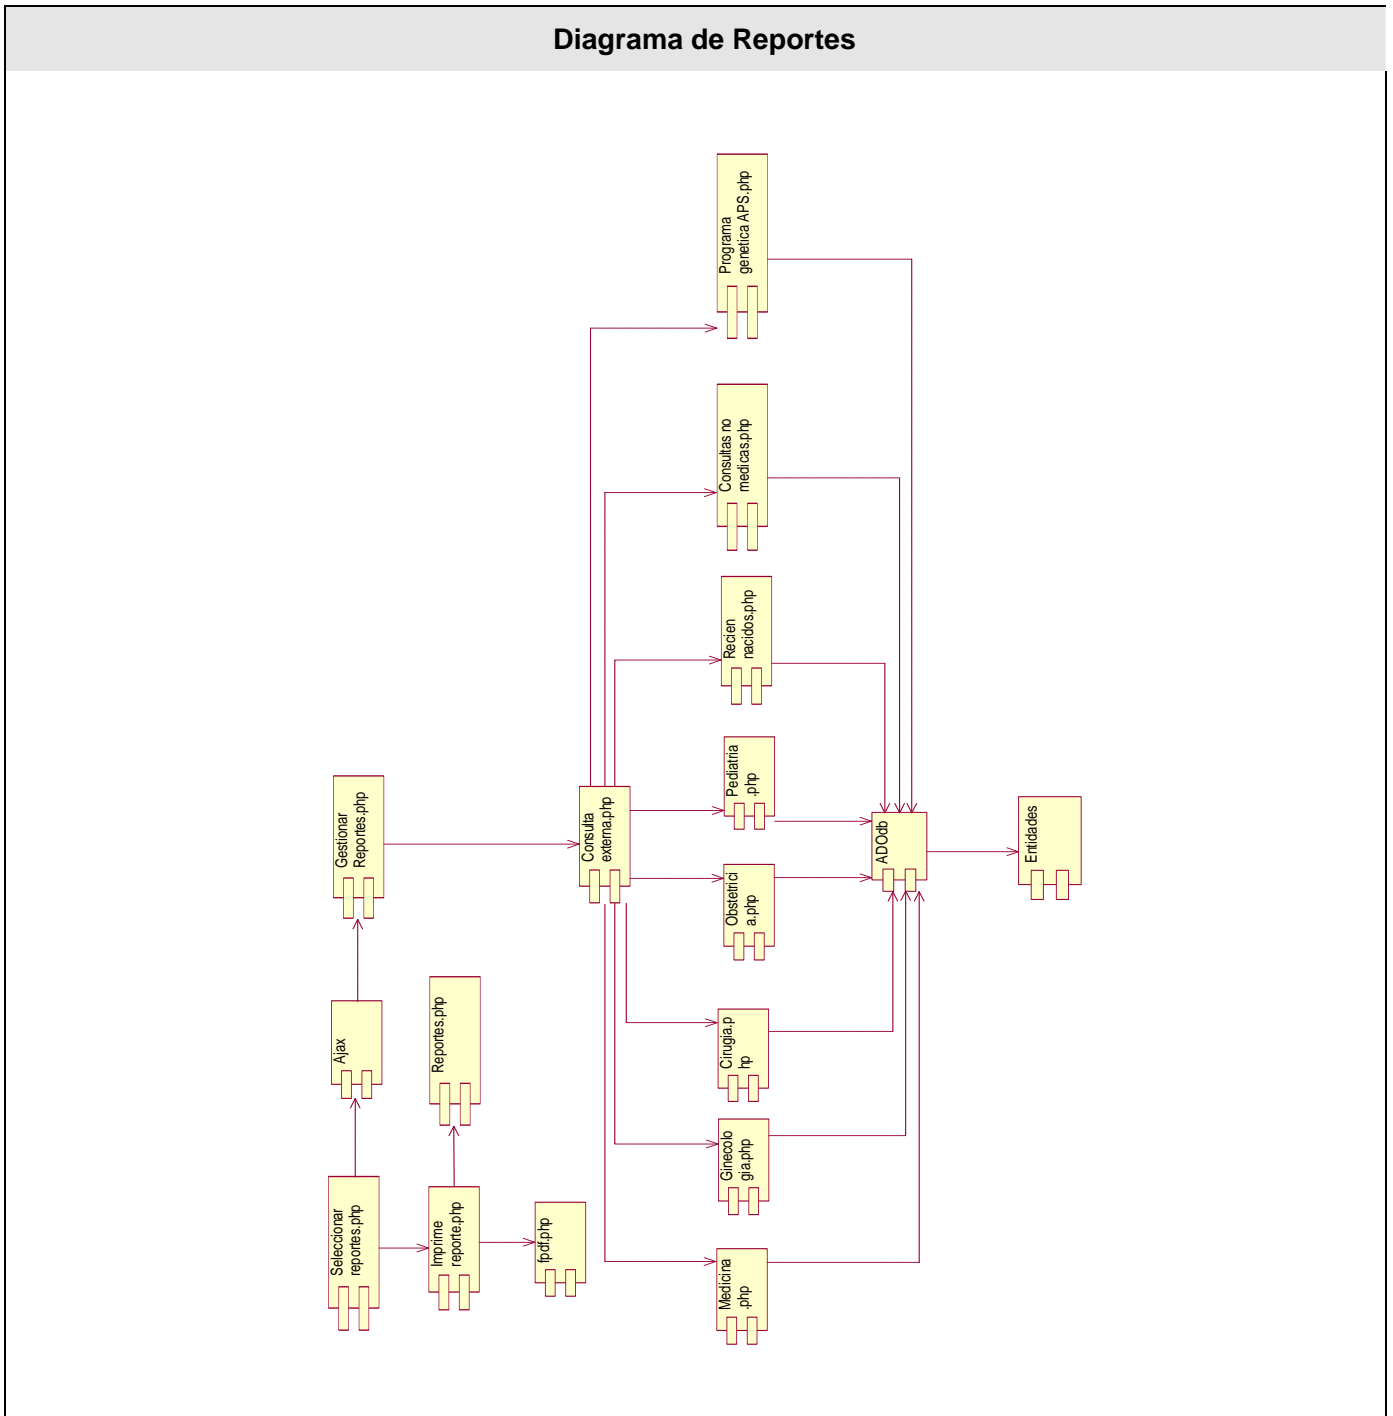 Diagrama de Reportes
Seleccionar
reportes.php
Ajax
Gestionar
Reportes.php
Imprime
reporte.php
Reportes.php
fpdf.php
Consulta
externa.php
Medicina
.php
Ginecolo
gia.php
Cirugia.p
hp
Obstetrici
a.php
Pediatria
.php
Recien
nacidos.php
Consultas no
medicas.php
Programa
genetica APS.php
ADOdb
Entidades